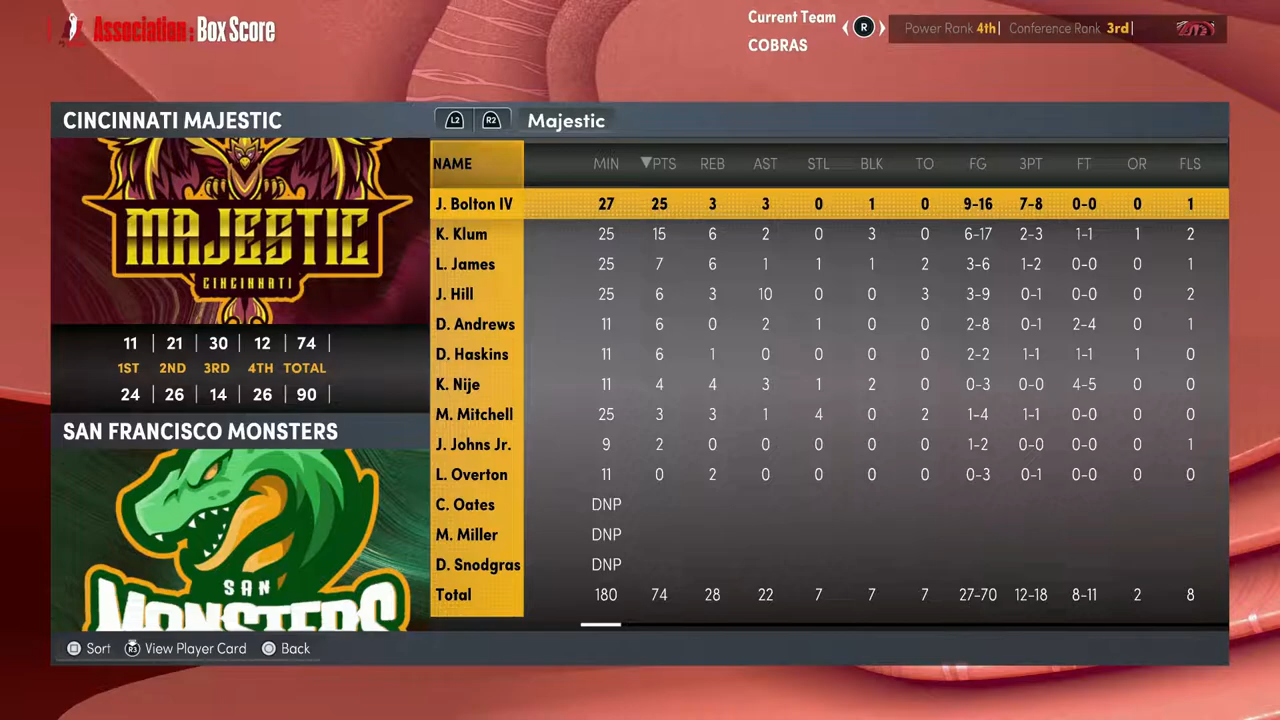 Association: Box Score
Current Team
COBRAS
R
Power Rank 4th| Conference Rank 3rd|
CINCINNATI MAJESTIC
MAJESTIC
CINCINNATI
11 | 21 | 30 | 12 | 74 |
1ST 2ND 3RD 4TH TOTAL
24 | 26 | 14 | 26 | 90 |
SAN FRANCISCO MONSTERS
SAN
MONSTERS
L2 R2 Majestic
NAME MIN PTS REB AST STL BLK TO FG 3PT FT OR FLS
J. Bolton IV 27 25 3 3 0 1 0 9-16 7-8 0-0 0 1
K. Klum 25 15 6 2 0 3 0 6-17 2-3 1-1 1 2
L. James 25 7 6 1 1 1 2 3-6 1-2 0-0 0 1
J. Hill 25 6 3 10 0 0 3 3-9 0-1 0-0 0 2
D. Andrews 11 6 0 2 1 0 0 2-8 0-1 2-4 0 1
D. Haskins 11 6 1 0 0 0 0 2-2 1-1 1-1 1 0
K. Nije 11 4 4 3 1 2 0 0-3 0-0 4-5 0 0
M. Mitchell 25 3 3 1 4 0 2 1-4 1-1 0-0 0 0
J. Johns Jr. 9 2 0 0 0 0 0 1-2 0-0 0-0 0 1
L. Overton 11 0 2 0 0 0 0 0-3 0-1 0-0 0 0
C. Oates DNP
M. Miller DNP
D. Snodgras DNP
Total 180 74 28 22 7 7 7 27-70 12-18 8-11 2 8
Sort R3 View Player Card Back